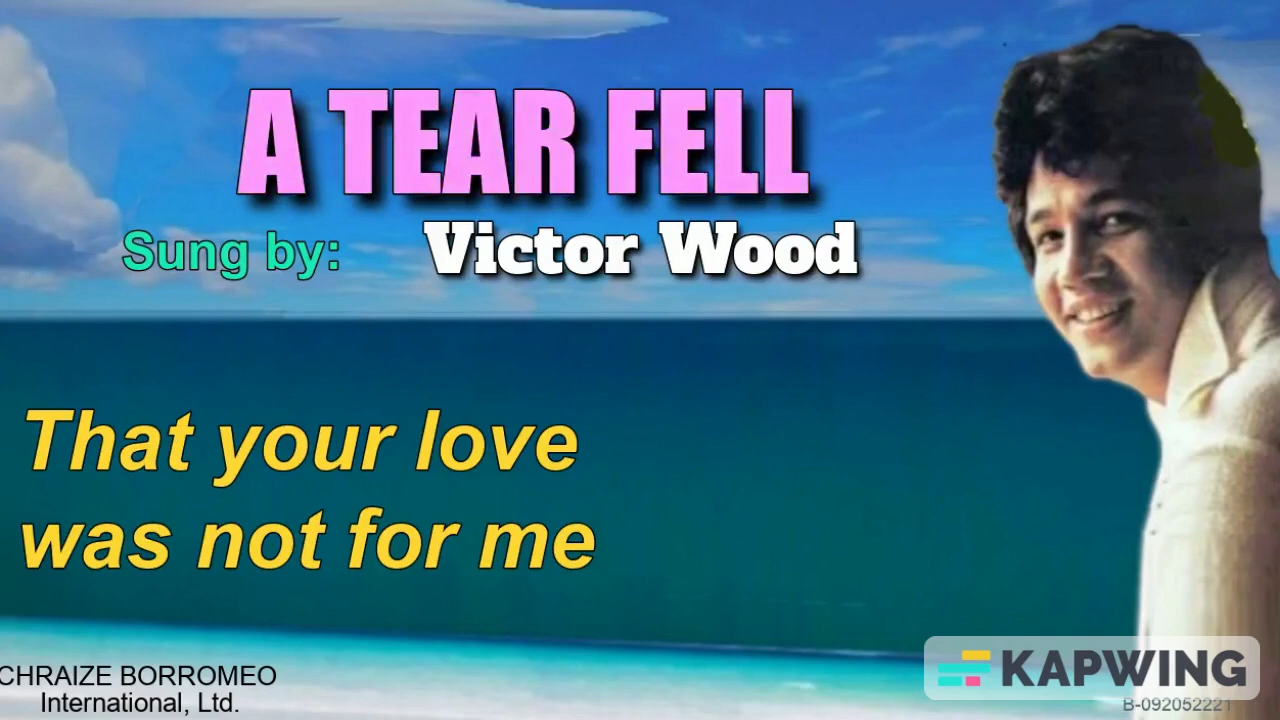 A TEAR FELL
Sung by: Victor Wood
That your love
was not for me
CHRAIZE BORROMEO
International, Ltd.
KAPWING
B-092052221